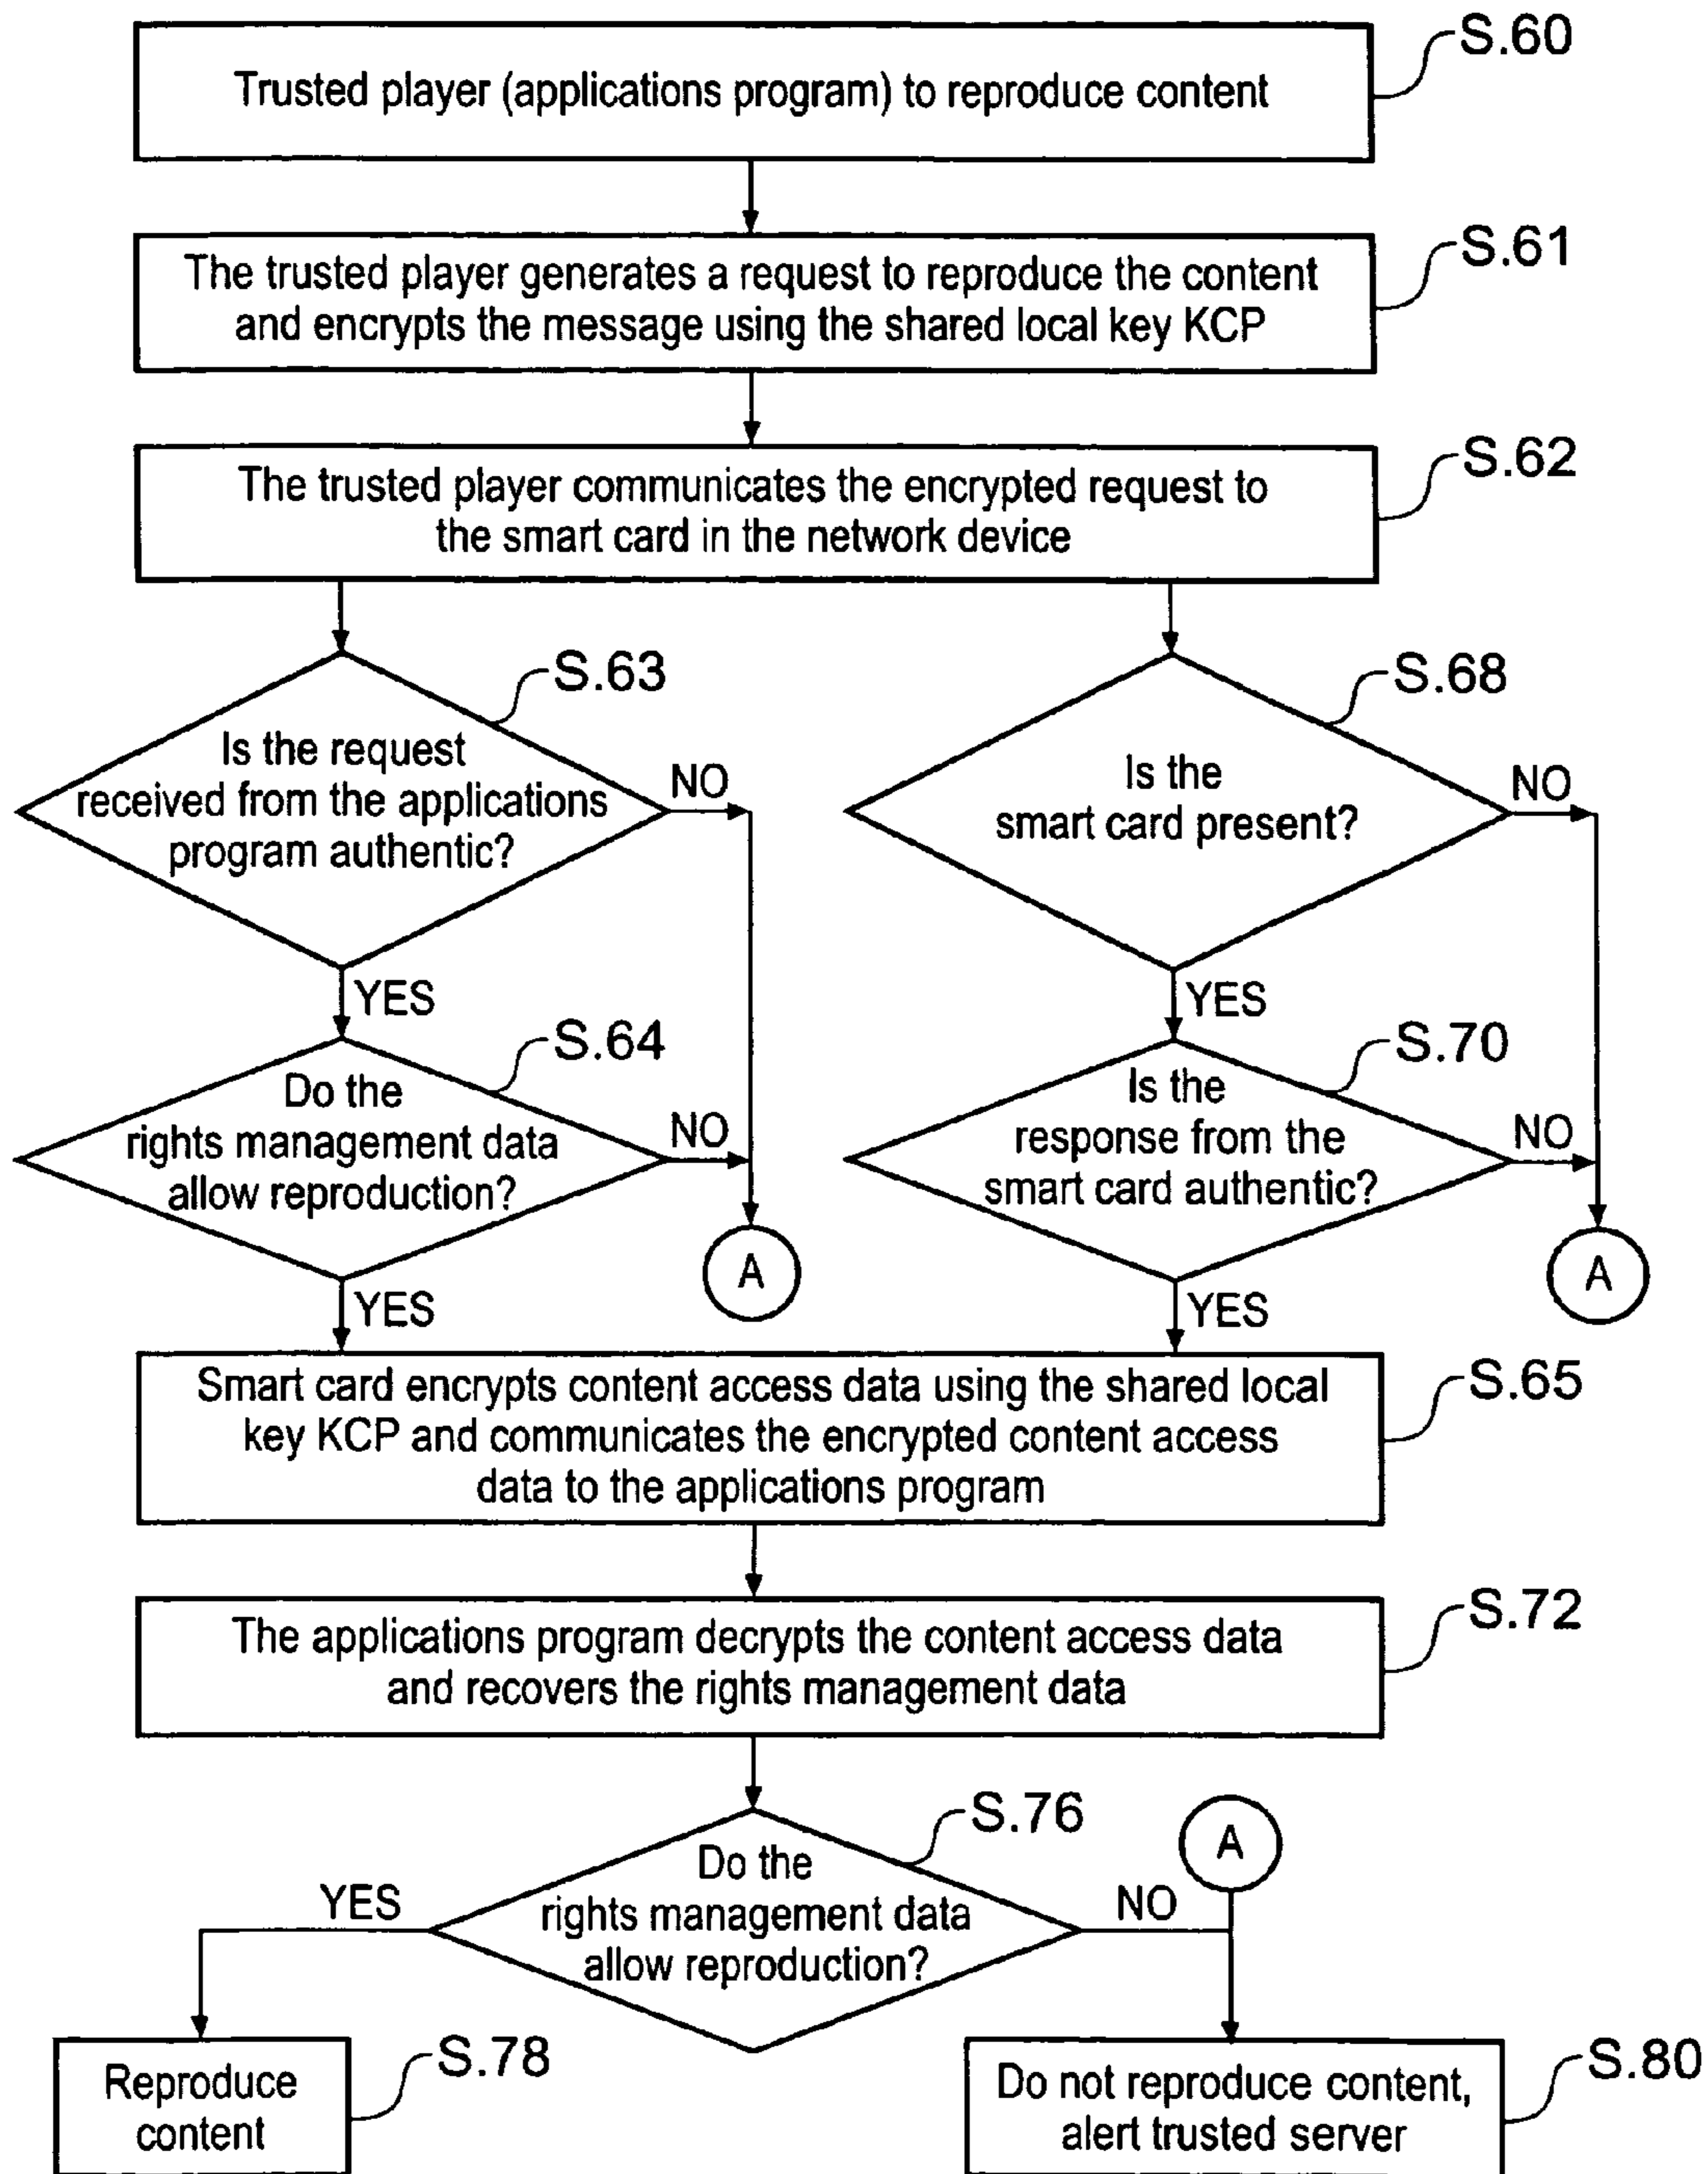 S.60
Trusted player (applications program) to reproduce content
S.61
The trusted player generates a request to reproduce the content
and encrypts the message using the shared local key KCP
S.62
The trusted player communicates the encrypted request to
the smart card in the network device
S.63
Is the request
received from the applications
program authentic?
NO
YES
S.68
Is the
smart card present?
NO
YES
S.64
Do the
rights management data
allow reproduction?
NO
YES
A
S.70
Is the
response from the
smart card authentic?
NO
YES
A
S.65
Smart card encrypts content access data using the shared local
key KCP and communicates the encrypted content access
data to the applications program
S.72
The applications program decrypts the content access data
and recovers the rights management data
S.76
Do the
rights management data
allow reproduction?
YES
NO
A
Reproduce
content
S.78
Do not reproduce content,
alert trusted server
S.80